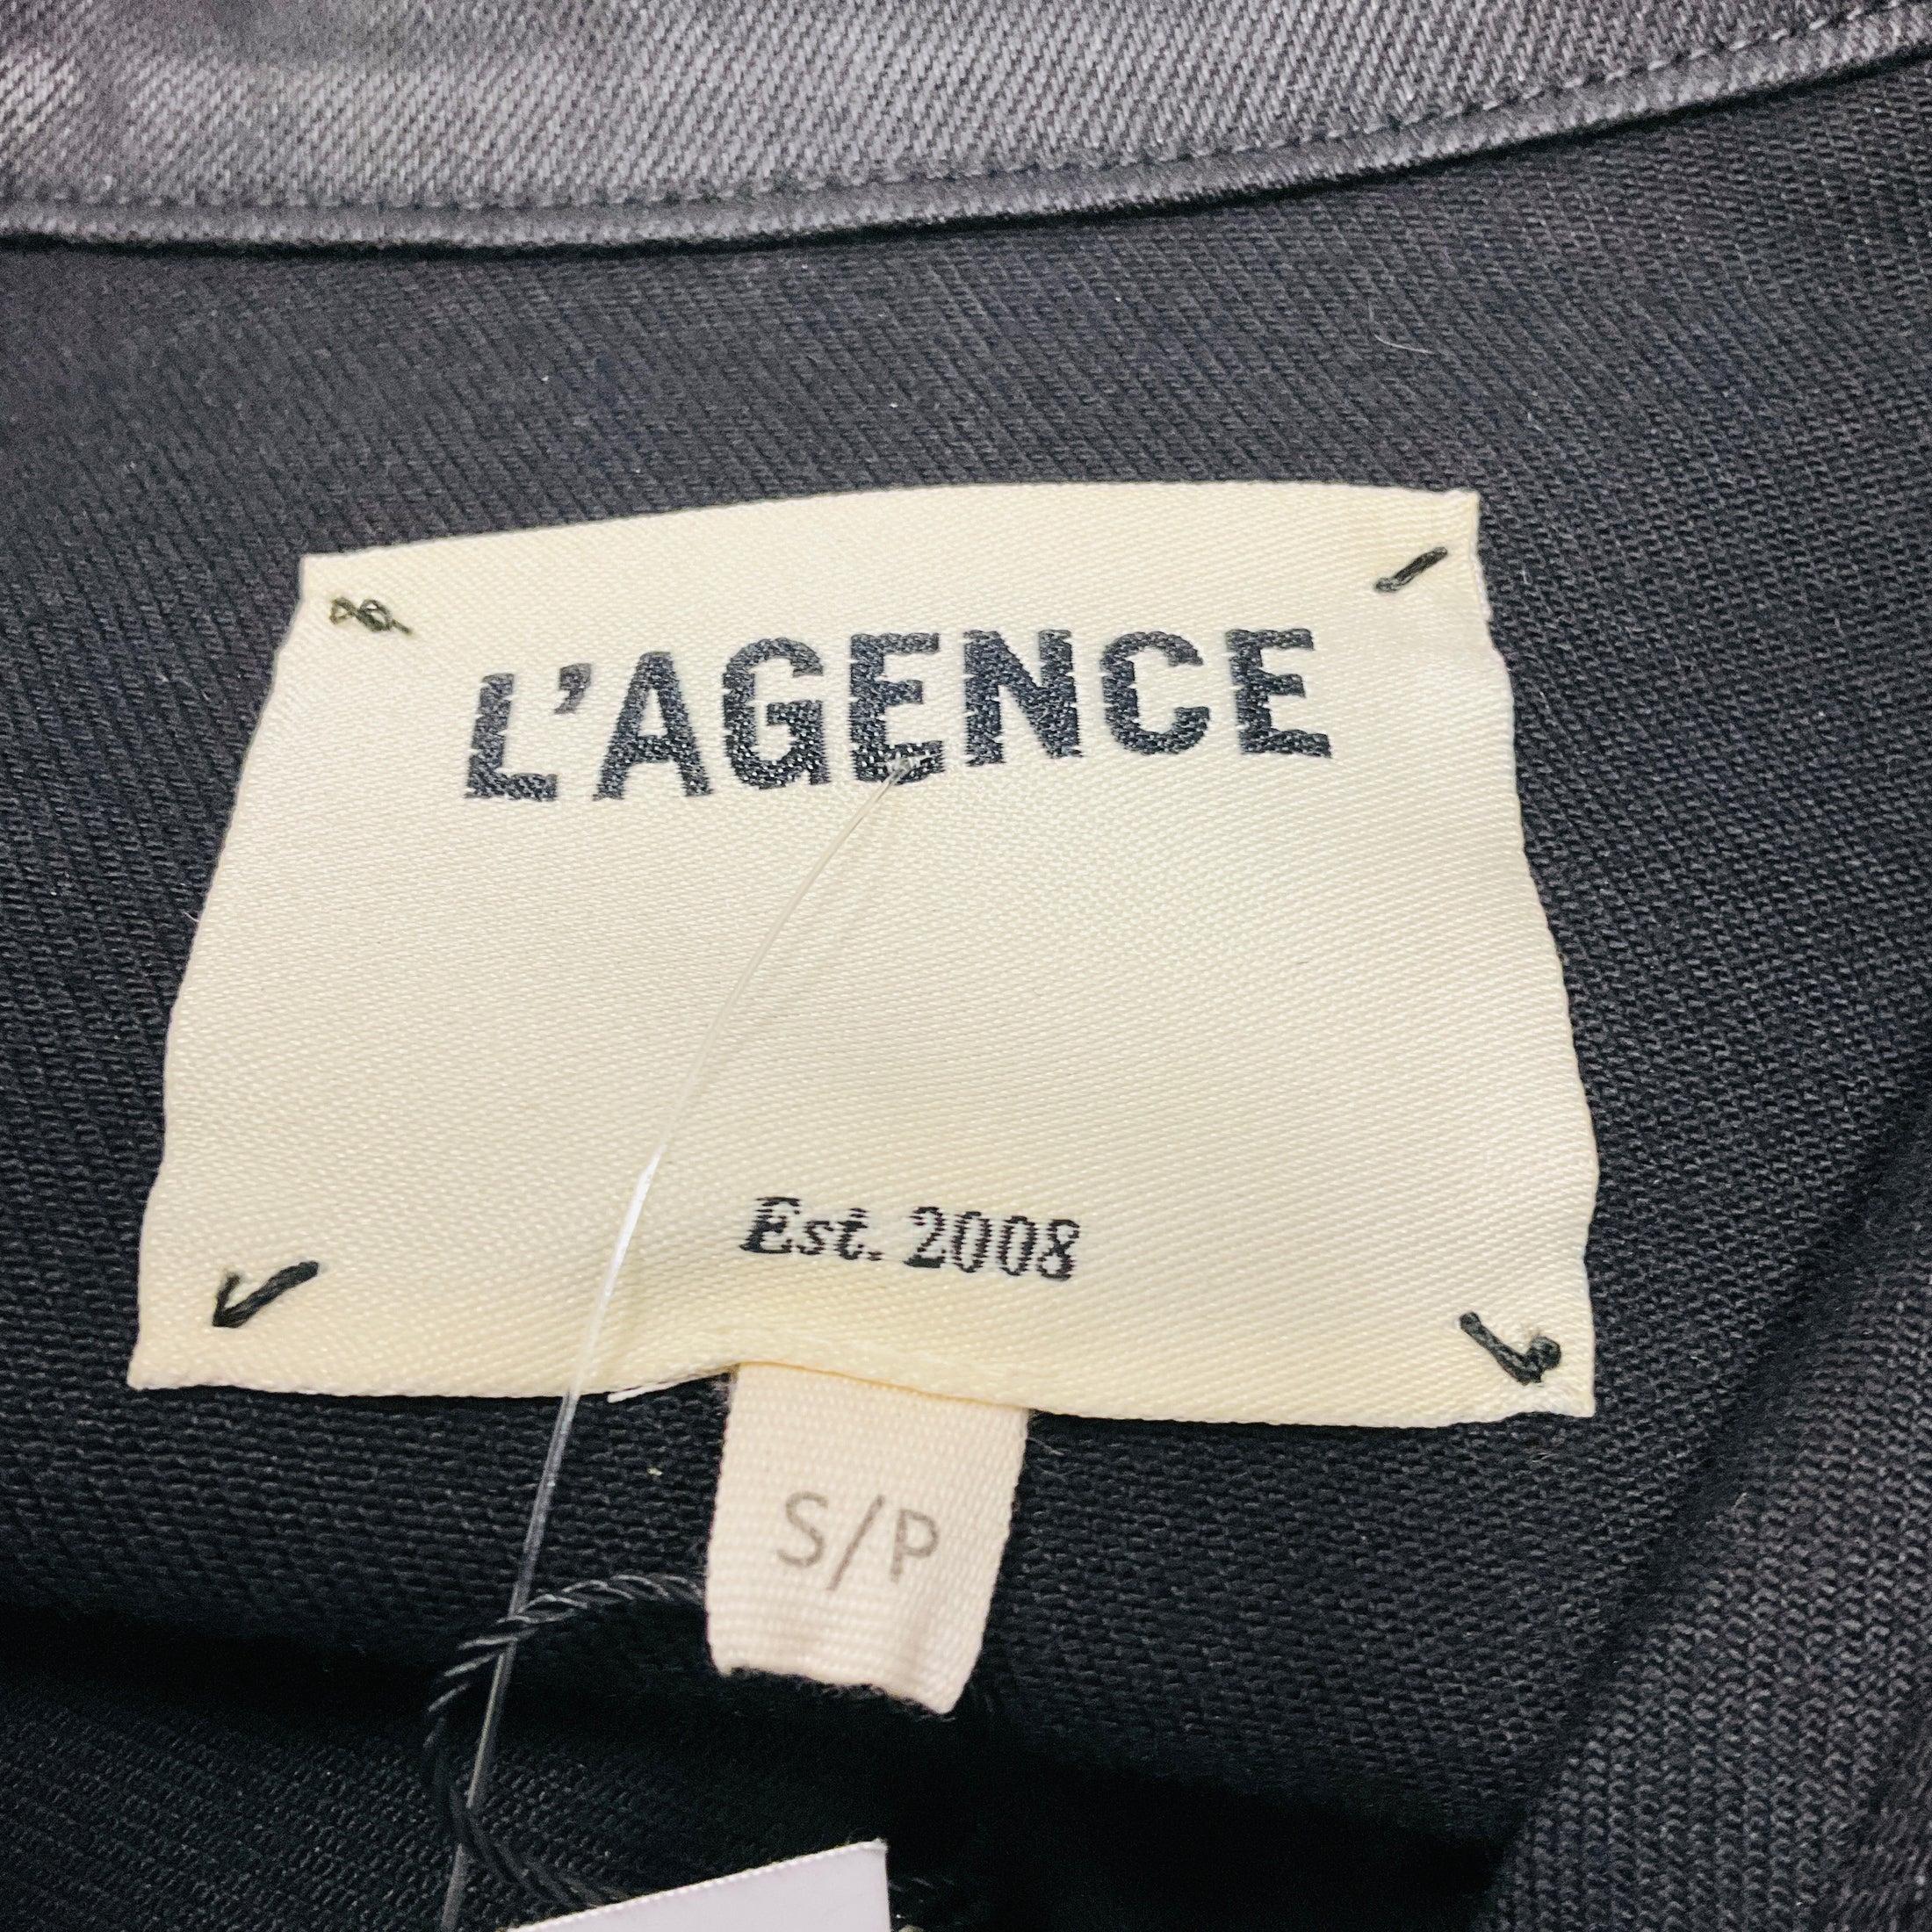 L'AGENCE
Est. 2008
S/P